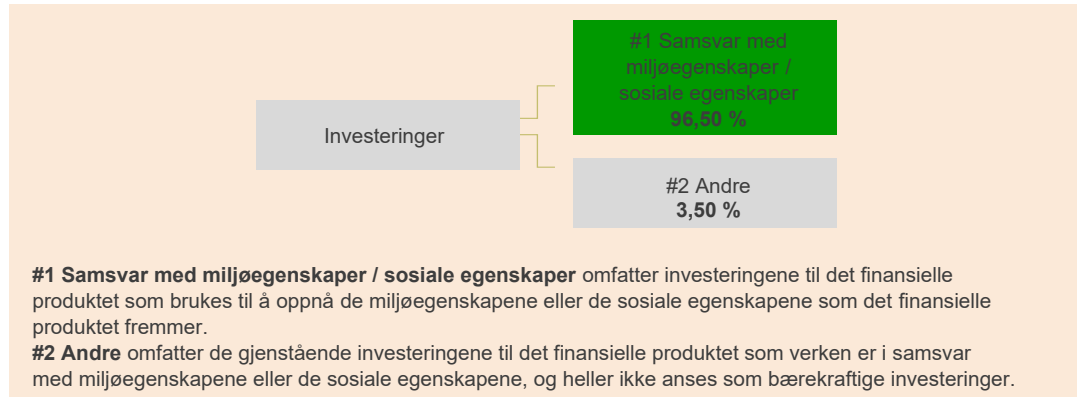 #1 Samsvar med
miljøegenskaper /
sosiale egenskaper
96,50 %
Investeringer
#2 Andre
3,50 %
#1 Samsvar med miljøegenskaper / sosiale egenskaper omfatter investeringene til det finansielle
produktet som brukes til å oppnå de miljøegenskapene eller de sosiale egenskapene som det finansielle
produktet fremmer.
#2 Andre omfatter de gjenstående investeringene til det finansielle produktet som verken er i samsvar
med miljøegenskapene eller de sosiale egenskapene, og heller ikke anses som bærekraftige investeringer.